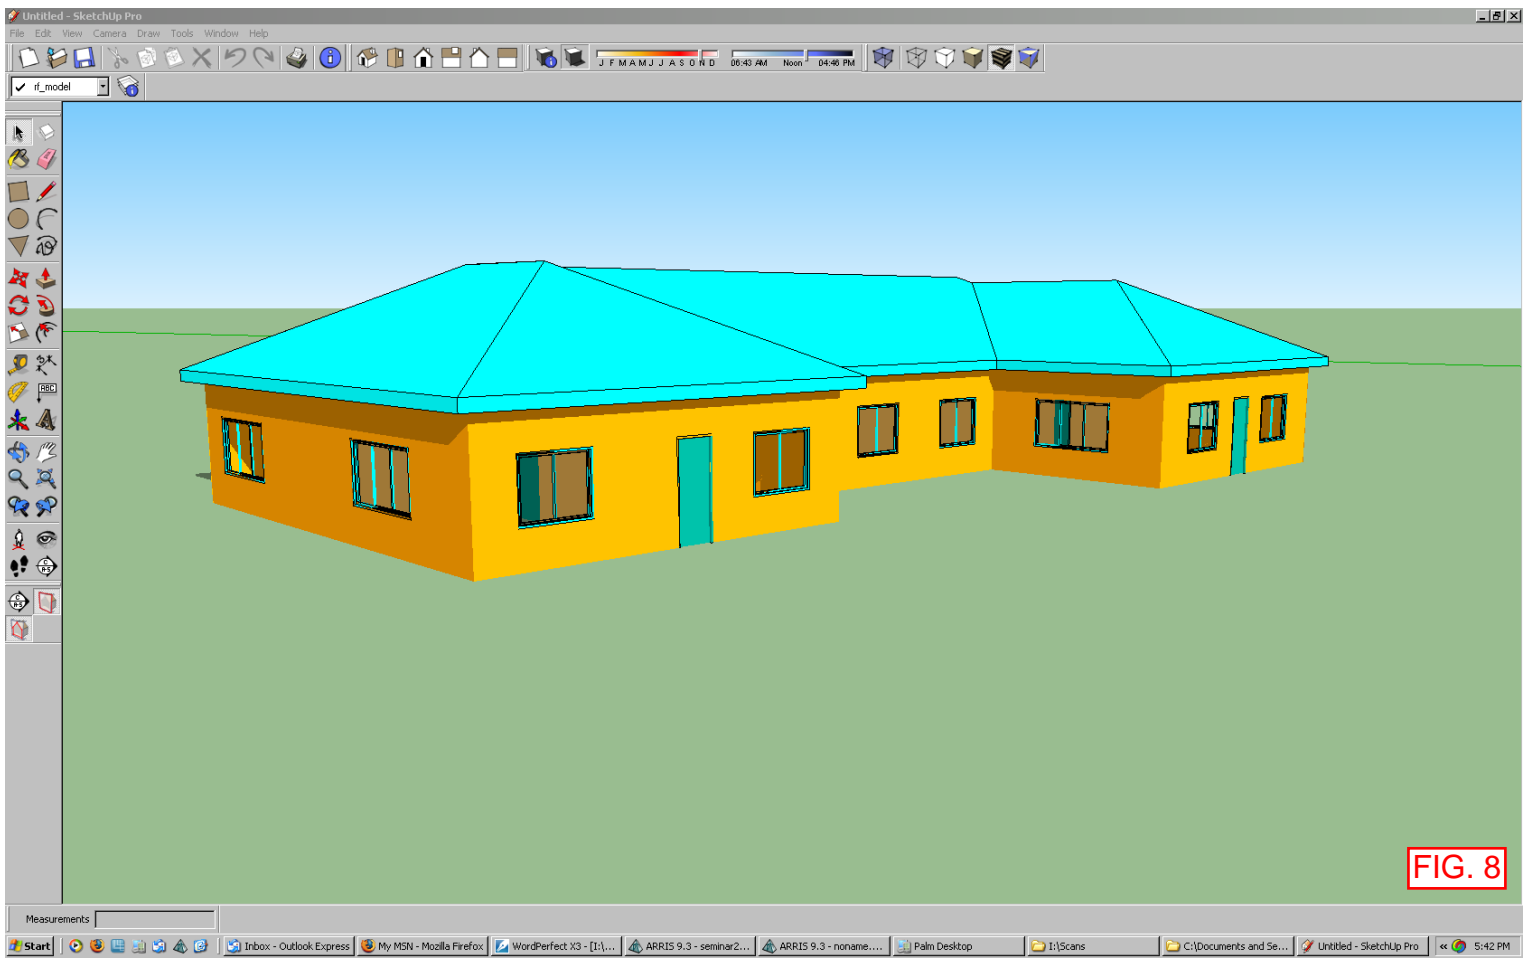 Untitled - SketchUp Pro
File Edit View Camera Draw Tools Window Help
J F M A M J J A S O N D 06:43 AM Noon 04:46 PM
rf_model
ABC
Measurements
FIG. 8
Start Inbox - Outlook Express My MSN - Mozilla Firefox WordPerfect X3 - [I:\... ARRIS 9.3 - seminar2... ARRIS 9.3 - noname.... Palm Desktop I:\Scans C:\Documents and Se... Untitled - SketchUp Pro « 5:42 PM